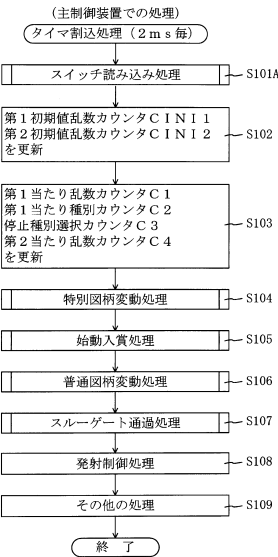 （主制御装置での処理）
タイマ割込処理（２ｍｓ毎）
スイッチ読み込み処理
S101A
第１初期値乱数カウンタＣＩＮＩ１
第２初期値乱数カウンタＣＩＮＩ２
を更新
S102
第１当たり乱数カウンタＣ１
第１当たり種別カウンタＣ２
停止種別選択カウンタＣ３
第２当たり乱数カウンタＣ４
を更新
S103
特別図柄変動処理
S104
始動入賞処理
S105
普通図柄変動処理
S106
スルーゲート通過処理
S107
発射制御処理
S108
その他の処理
S109
終　了